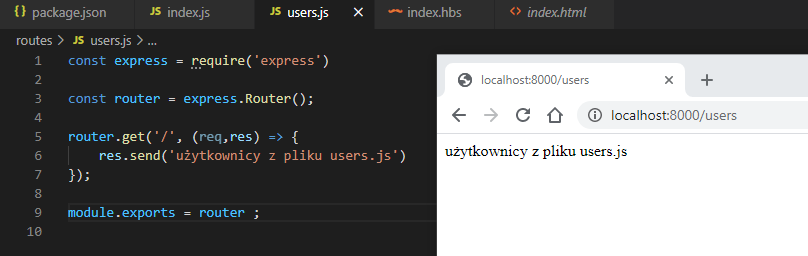 package.json
JS index.js
JS users.js
index.hbs
index.html
routes > JS users.js > ...
1 const express = require('express')
2
3 const router = express.Router();
4
5 router.get('/', (req,res) => {
6 res.send('użytkownicy z pliku users.js')
7 });
8
9 module.exports = router ;
10
localhost:8000/users
localhost:8000/users
użytkownicy z pliku users.js